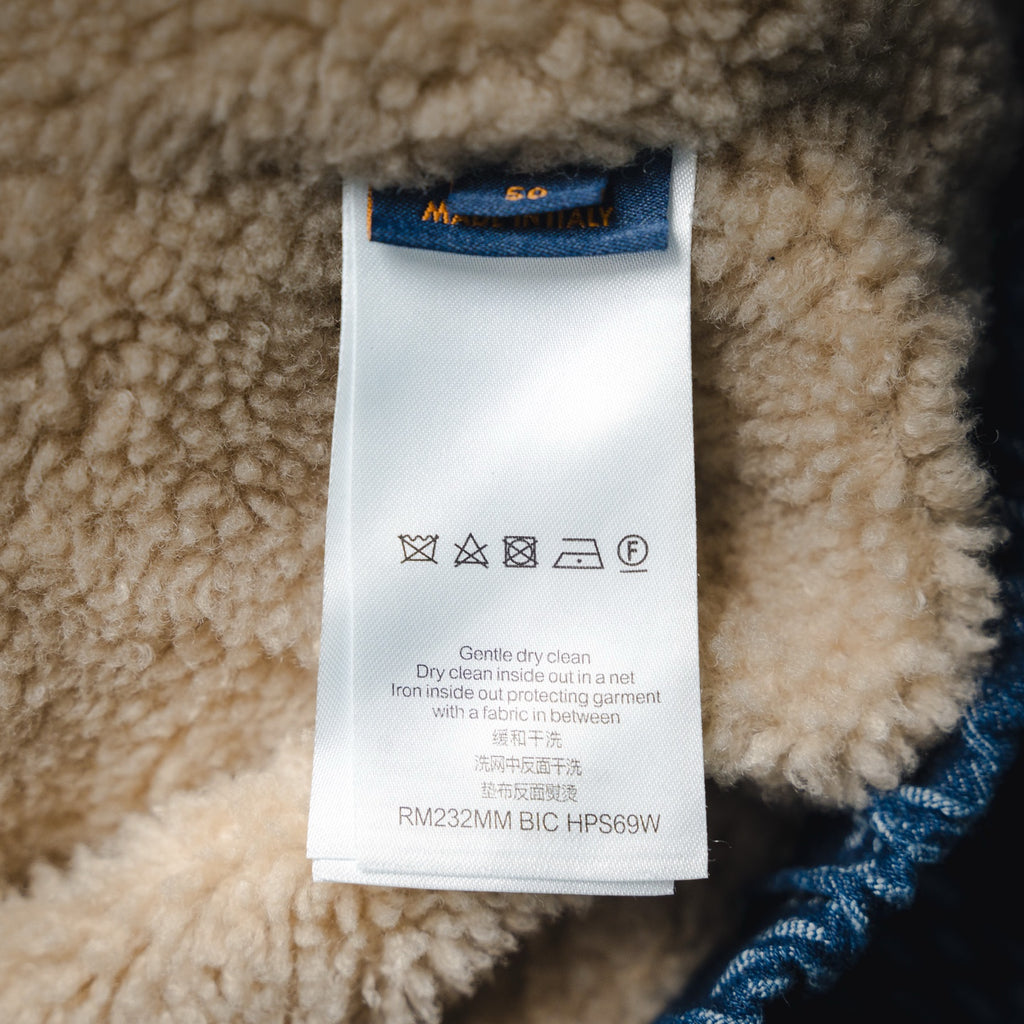 50
MADE IN ITALY
F
Gentle dry clean
Dry clean inside out in a net
Iron inside out protecting garment
with a fabric in between
缓和干洗
洗网中反面干洗
垫布反面熨烫
RM232MM BIC HPS69W